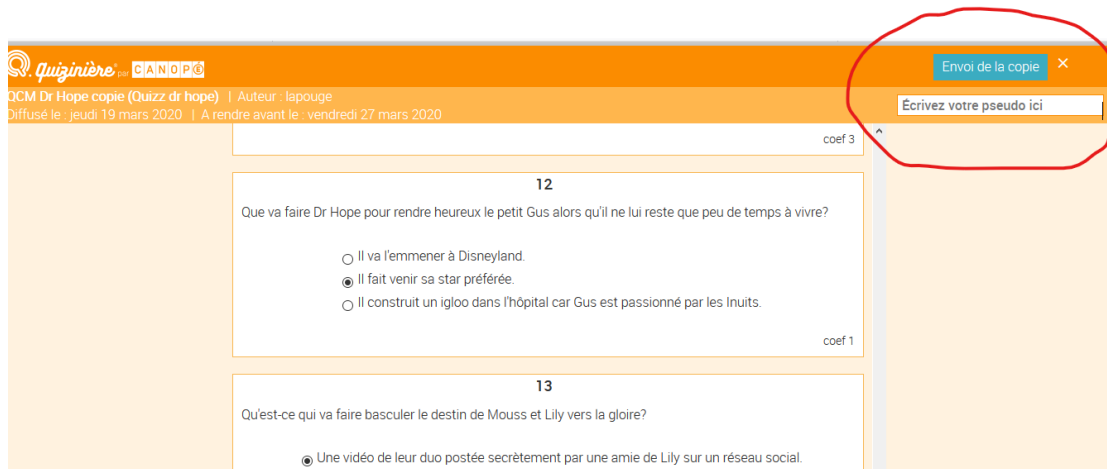 Quizinière par CANOPÉ
Envoi de la copie ×
QCM Dr Hope copie (Quizz dr hope) | Auteur : lapouge
Écrivez votre pseudo ici
Diffusé le : jeudi 19 mars 2020 | A rendre avant le : vendredi 27 mars 2020
coef 3
12
Que va faire Dr Hope pour rendre heureux le petit Gus alors qu'il ne lui reste que peu de temps à vivre?
Il va l'emmener à Disneyland.
Il fait venir sa star préférée.
Il construit un igloo dans l'hôpital car Gus est passionné par les Inuits.
coef 1
13
Qu'est-ce qui va faire basculer le destin de Mouss et Lily vers la gloire?
Une vidéo de leur duo postée secrètement par une amie de Lily sur un réseau social.